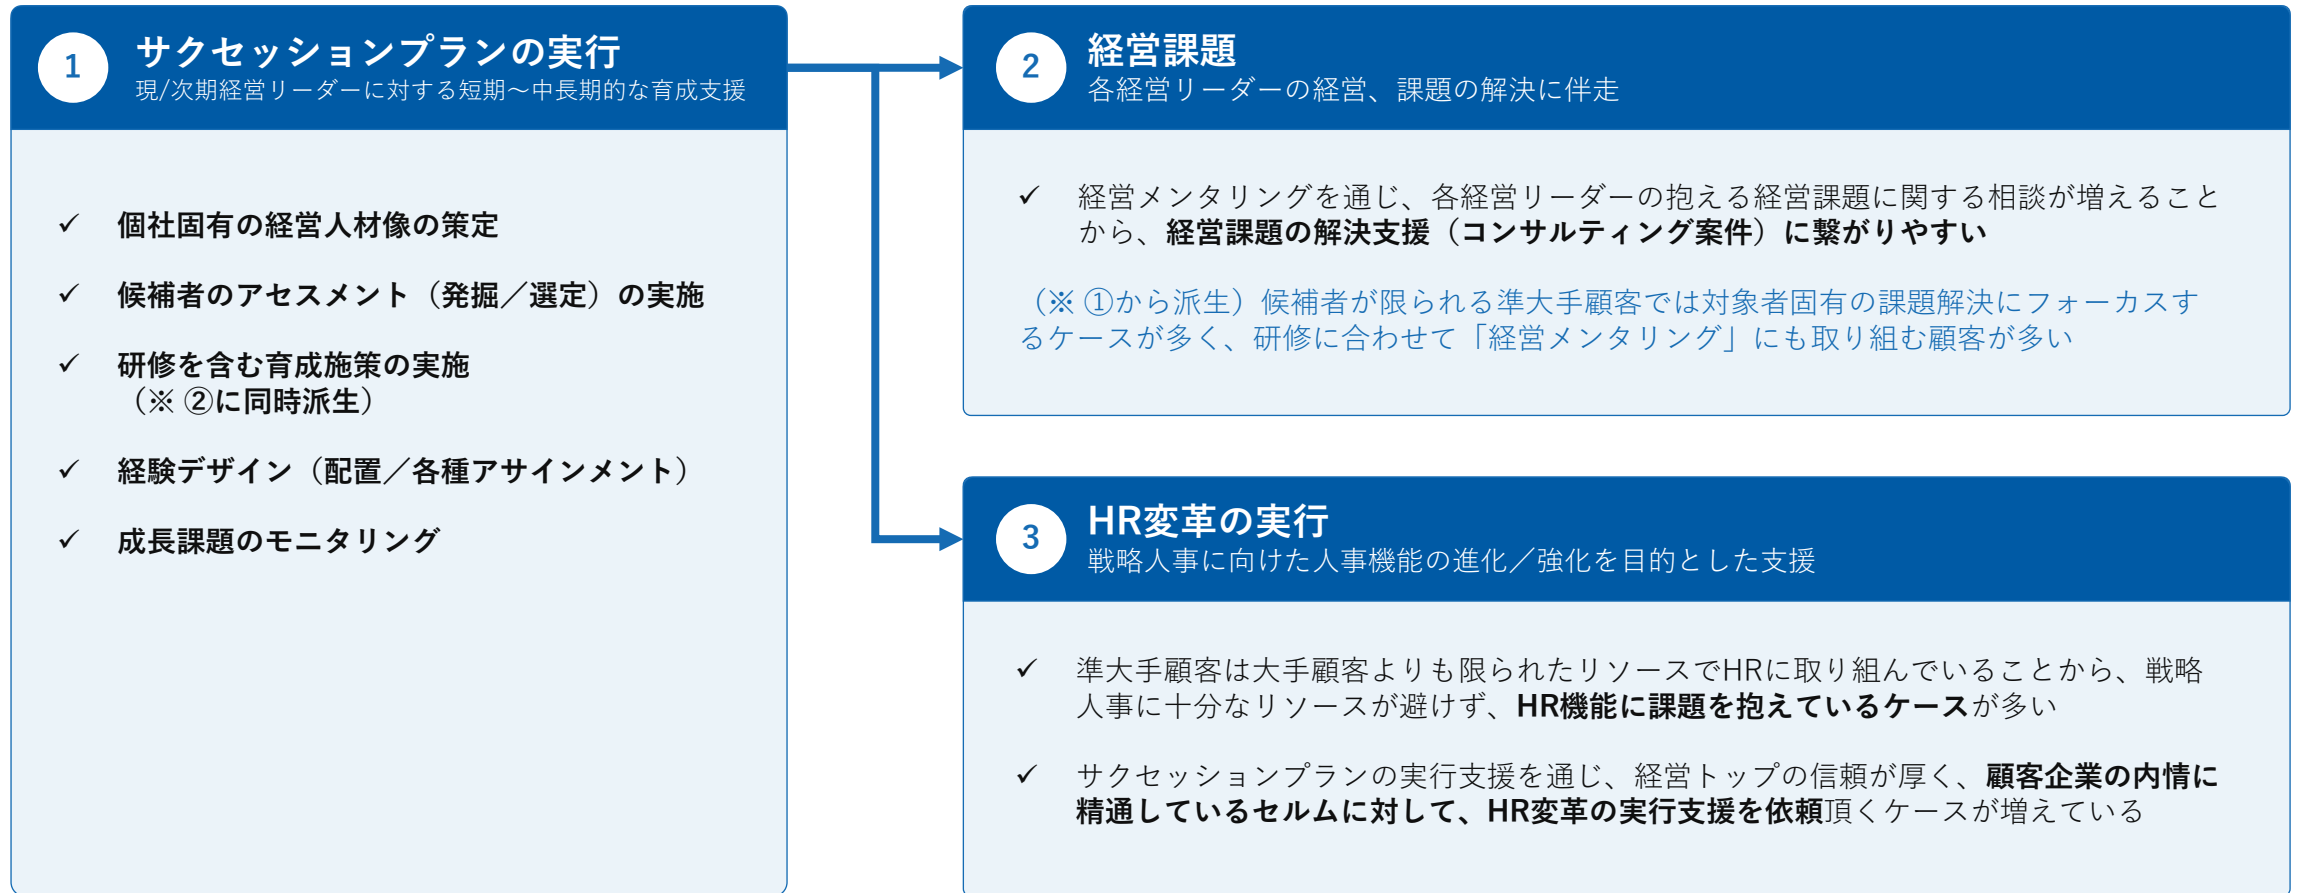 1
サクセッションプランの実行
現/次期経営リーダーに対する短期～中長期的な育成支援
✓ 個社固有の経営人材像の策定
✓ 候補者のアセスメント（発掘／選定）の実施
✓ 研修を含む育成施策の実施
（※ ②に同時派生）
✓ 経験デザイン（配置／各種アサインメント）
✓ 成長課題のモニタリング
2
経営課題
各経営リーダーの経営、課題の解決に伴走
✓ 経営メンタリングを通じ、各経営リーダーの抱える経営課題に関する相談が増えること
から、経営課題の解決支援（コンサルティング案件）に繋がりやすい
（※ ①から派生）候補者が限られる準大手顧客では対象者固有の課題解決にフォーカスす
るケースが多く、研修に合わせて「経営メンタリング」にも取り組む顧客が多い
3
HR変革の実行
戦略人事に向けた人事機能の進化／強化を目的とした支援
✓ 準大手顧客は大手顧客よりも限られたリソースでHRに取り組んでいることから、戦略
人事に十分なリソースが避けず、HR機能に課題を抱えているケースが多い
✓ サクセッションプランの実行支援を通じ、経営トップの信頼が厚く、顧客企業の内情に
精通しているセルムに対して、HR変革の実行支援を依頼頂くケースが増えている